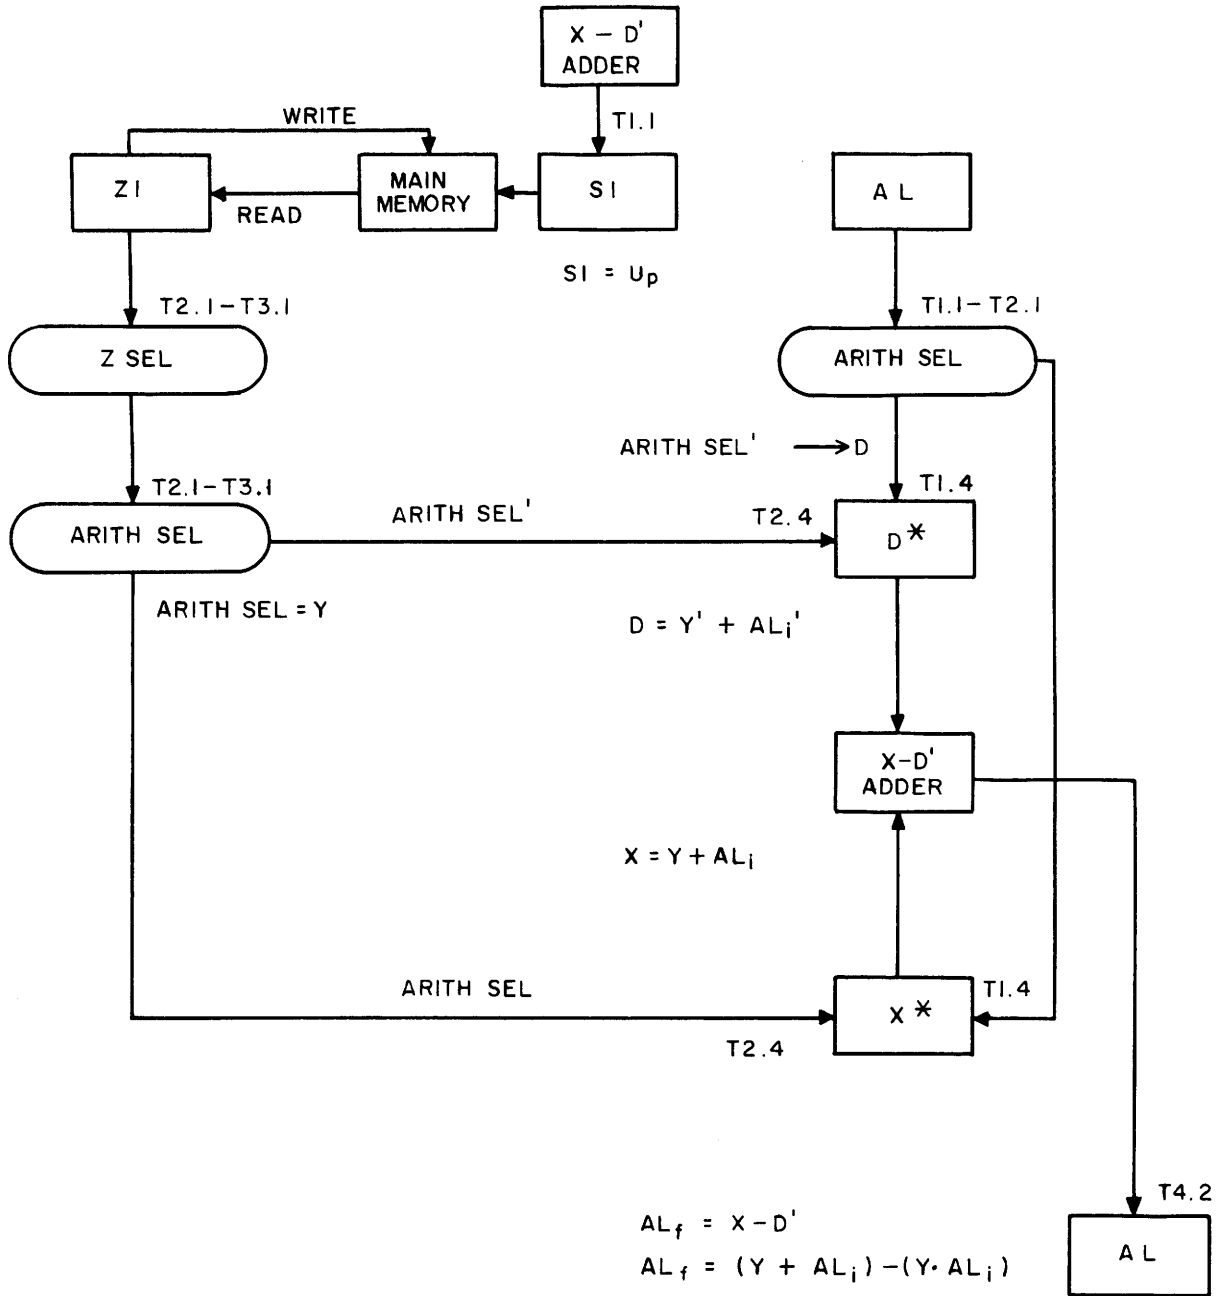 X - D'
ADDER
T1.1
WRITE
Z1
MAIN
MEMORY
S1
AL
READ
S1 = Up
T2.1-T3.1
T1.1-T2.1
Z SEL
ARITH SEL
ARITH SEL' → D
T1.4
T2.1-T3.1
ARITH SEL'
T2.4
ARITH SEL
D*
ARITH SEL = Y
D = Y' + ALi'
X-D'
ADDER
X = Y + ALi
ARITH SEL
T1.4
X*
T2.4
T4.2
ALf = X-D'
AL
ALf = (Y + ALi)-(Y· ALi)